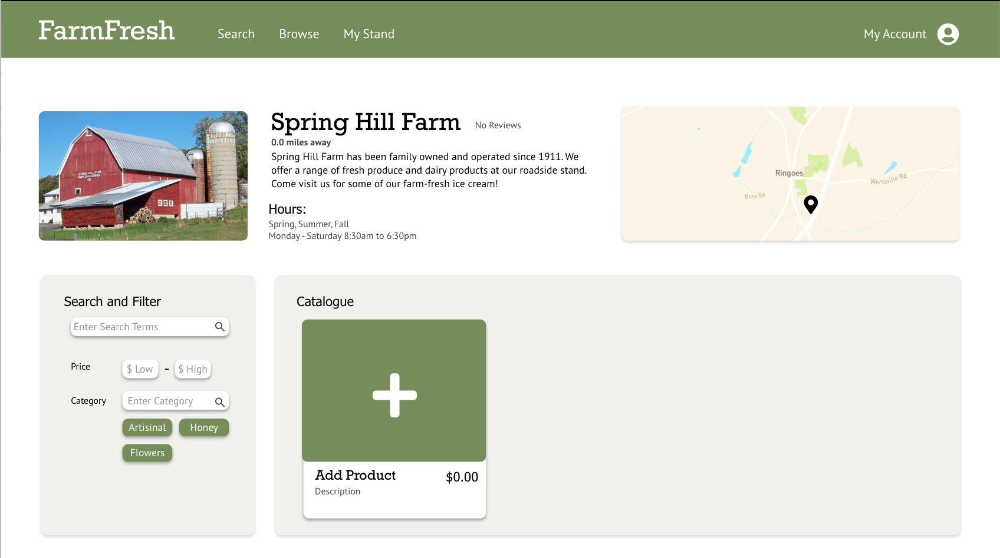 FarmFresh
Search
Browse
My Stand
My Account
Spring Hill Farm
No Reviews
0.0 miles away
Spring Hill Farm has been family owned and operated since 1911. We
offer a range of fresh produce and dairy products at our roadside stand.
Come visit us for some of our farm-fresh ice cream!
Hours:
Spring, Summer, Fall
Monday - Saturday 8:30am to 6:30pm
SPRING HILL FARM
Ringoes
Wertsville Rd
Boss Rd
Search and Filter
Enter Search Terms
Price
$ Low
-
$ High
Category
Enter Category
Artisinal
Honey
Flowers
Catalogue
Add Product
$0.00
Description